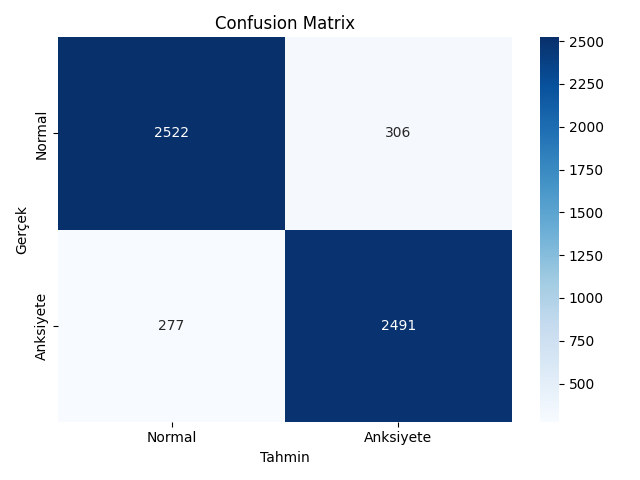 Confusion Matrix
Gerçek
Normal
2522
306
Anksiyete
277
2491
Normal
Anksiyete
Tahmin
2500
2250
2000
1750
1500
1250
1000
750
500